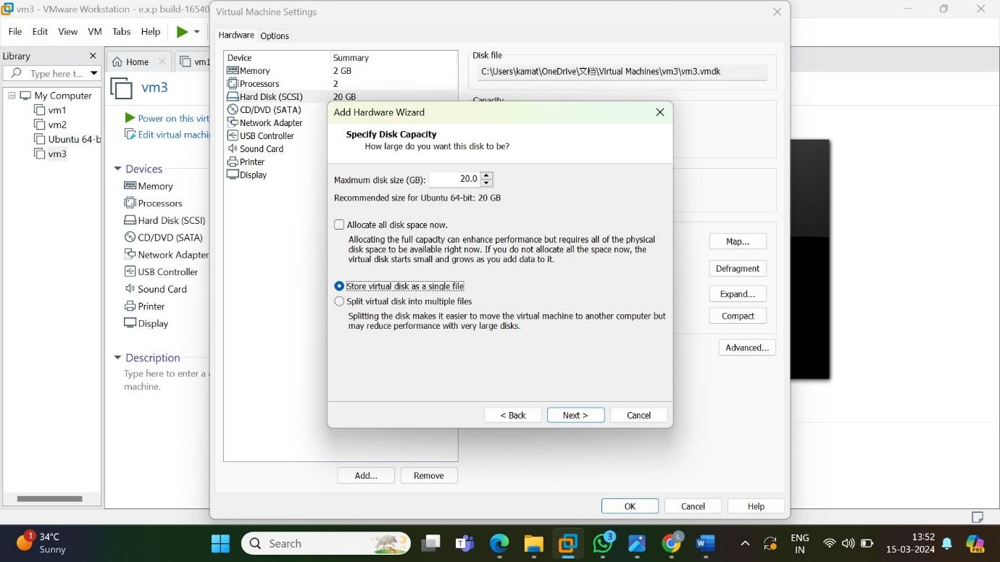 vm3 - VMware Workstation - e.x.p build-16540
File Edit View VM Tabs Help
Library
Type here t...
My Computer
vm1
vm2
Ubuntu 64-b
vm3
Home
vm1
vm3
Power on this virt
Edit virtual machin
Devices
Memory
Processors
Hard Disk (SCSI)
CD/DVD (SATA)
Network Adapter
USB Controller
Sound Card
Printer
Display
Description
Type here to enter a
machine.
Virtual Machine Settings
Hardware Options
Device Summary
Memory 2 GB
Processors 2
Hard Disk (SCSI) 20 GB
CD/DVD (SATA)
Network Adapter
USB Controller
Sound Card
Printer
Display
Add... Remove
Disk file
C:\Users\kamat\OneDrive\文档\Virtual Machines\vm3\vm3.vmdk
Capacity
Map...
Defragment
Expand...
Compact
Advanced...
OK Cancel Help
Add Hardware Wizard
Specify Disk Capacity
How large do you want this disk to be?
Maximum disk size (GB): 20.0
Recommended size for Ubuntu 64-bit: 20 GB
Allocate all disk space now.
Allocating the full capacity can enhance performance but requires all of the physical
disk space to be available right now. If you do not allocate all the space now, the
virtual disk starts small and grows as you add data to it.
Store virtual disk as a single file
Split virtual disk into multiple files
Splitting the disk makes it easier to move the virtual machine to another computer but
may reduce performance with very large disks.
< Back Next > Cancel
1
34°C
Sunny
Search
3
L
ENG
IN
13:52
15-03-2024
PRE